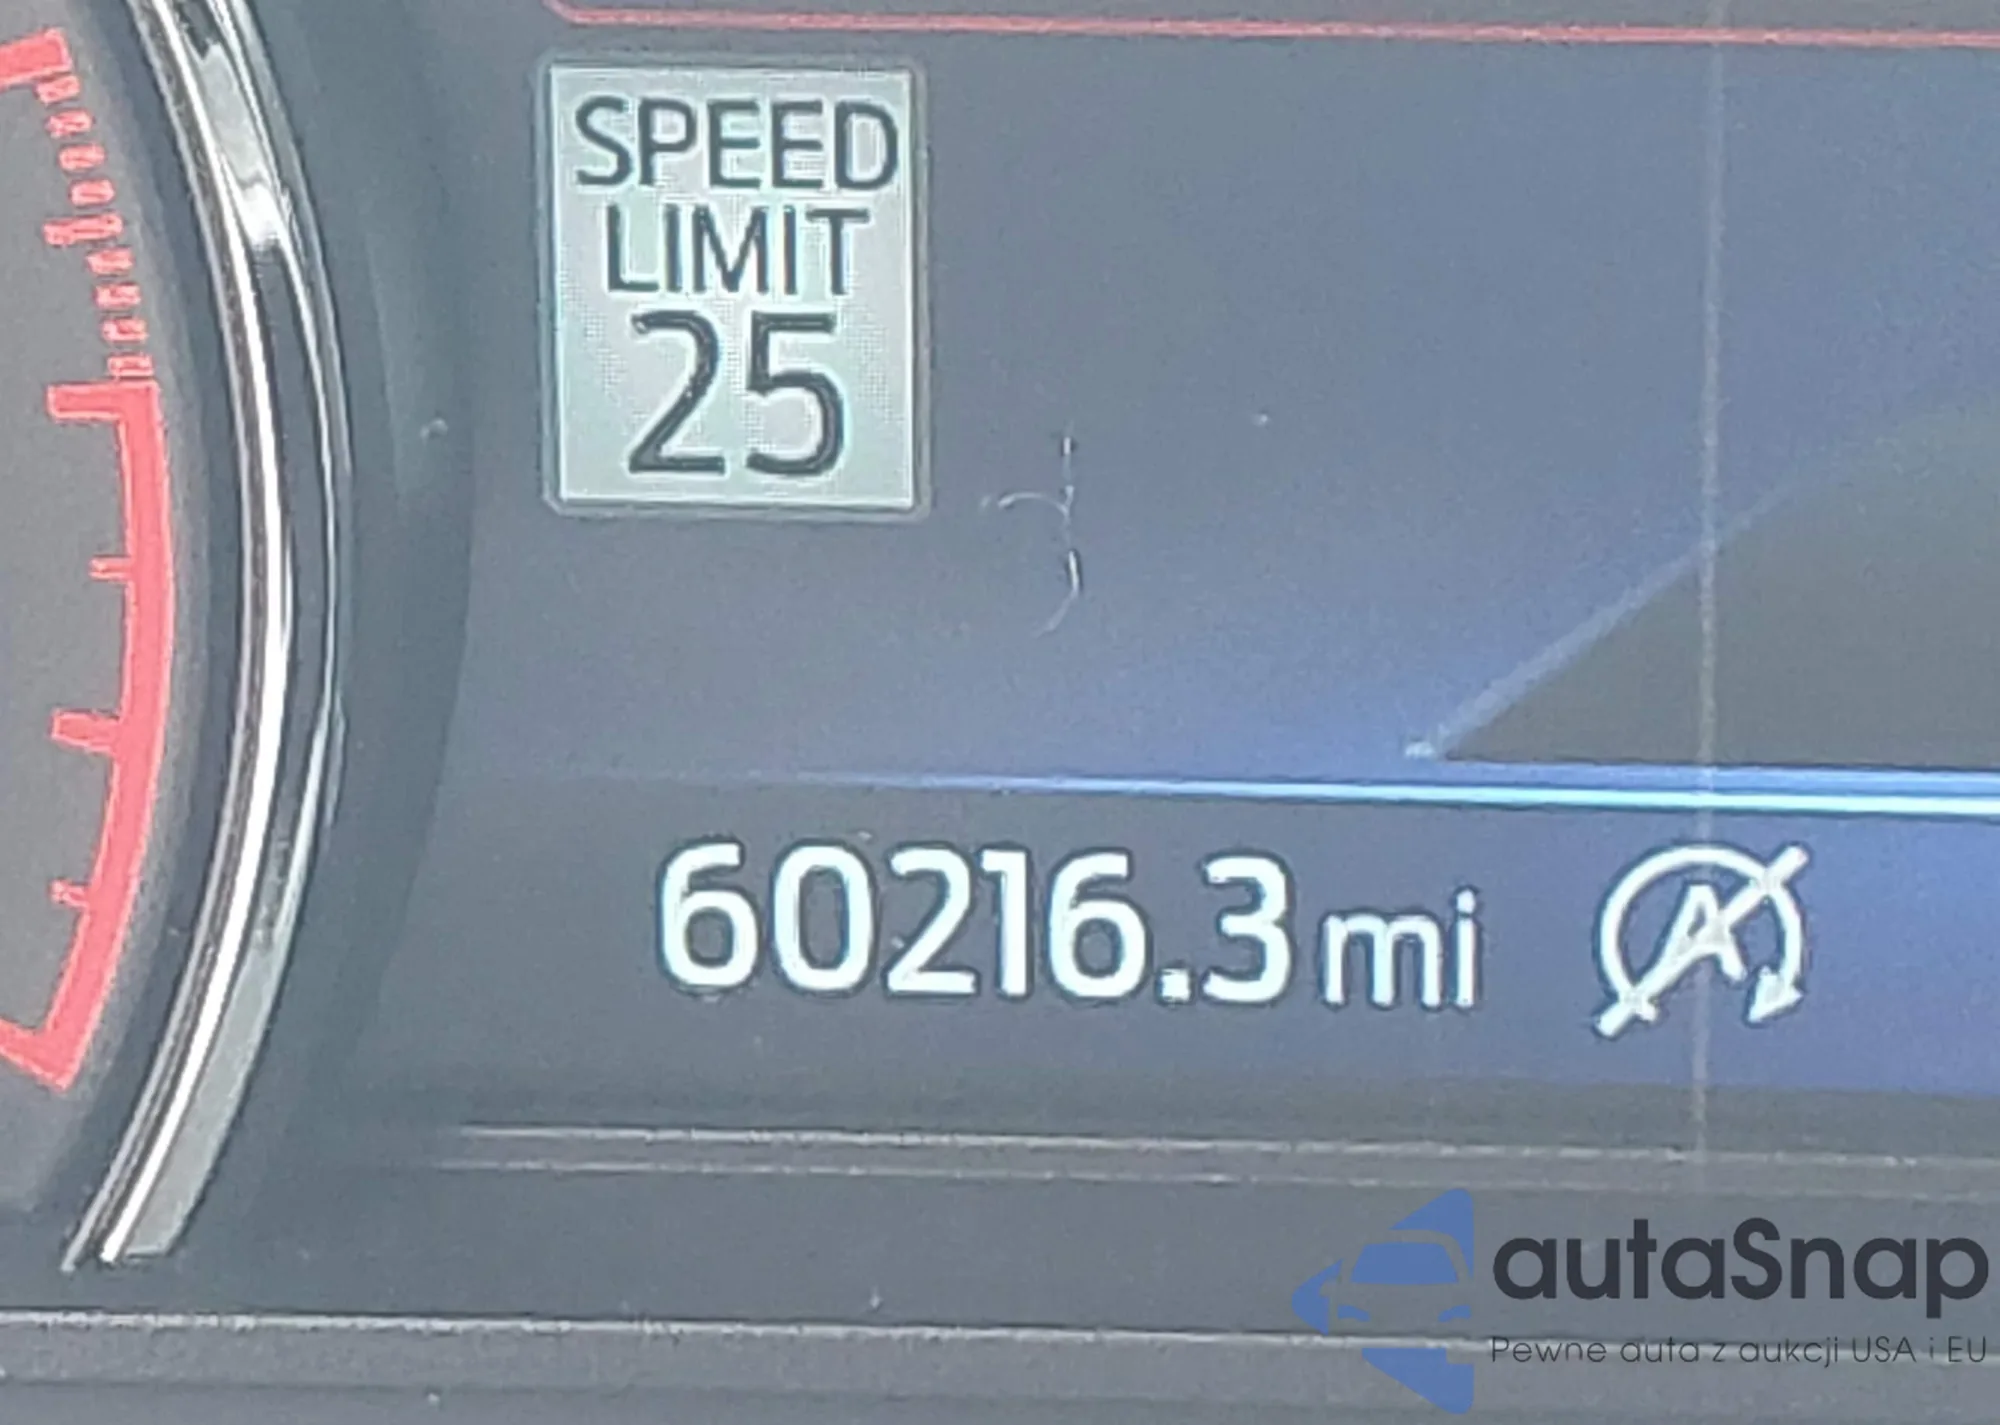 SPEED
LIMIT
25
60216.3 mi
A
autaSnap
Pewne auta z aukcji USA i EU